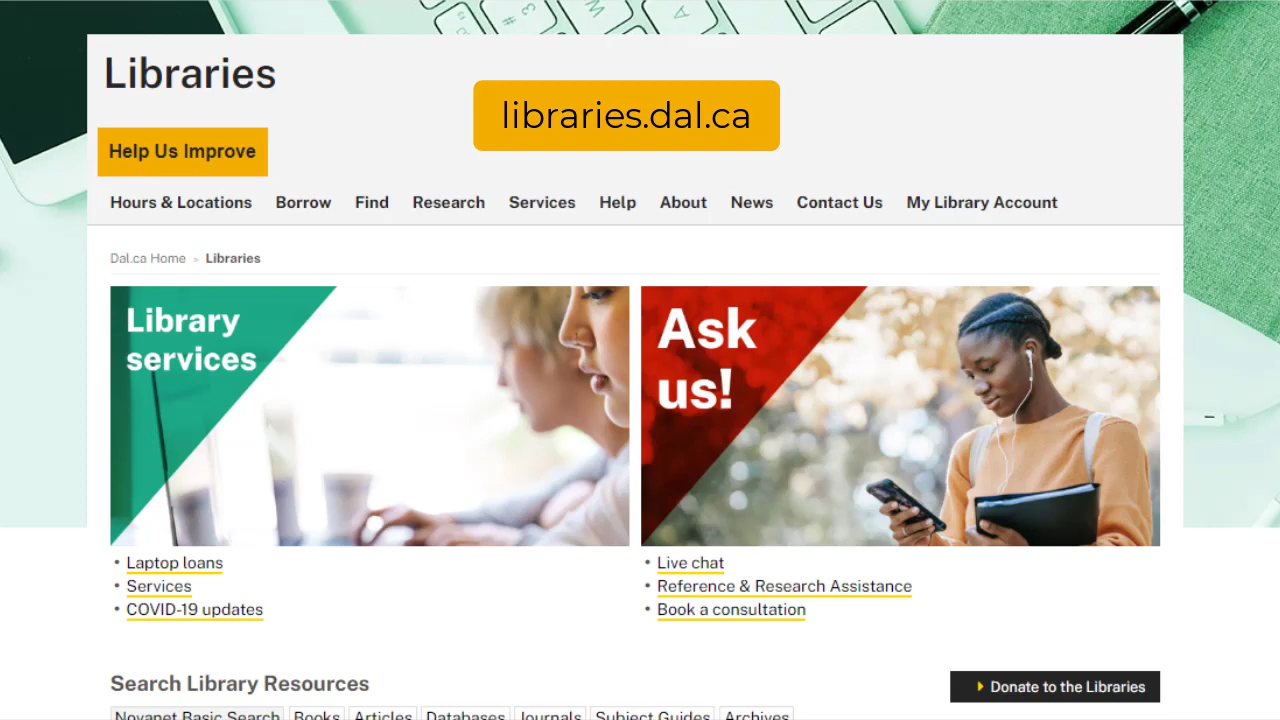 Libraries
libraries.dal.ca
Help Us Improve
Hours & Locations Borrow Find Research Services Help About News Contact Us My Library Account
Dal.ca Home > Libraries
Library
services
Ask
us!
• Laptop loans
• Services
• COVID-19 updates
• Live chat
• Reference & Research Assistance
• Book a consultation
Search Library Resources
Donate to the Libraries
Novanet Basic Search Books Articles Databases Journals Subject Guides Archives